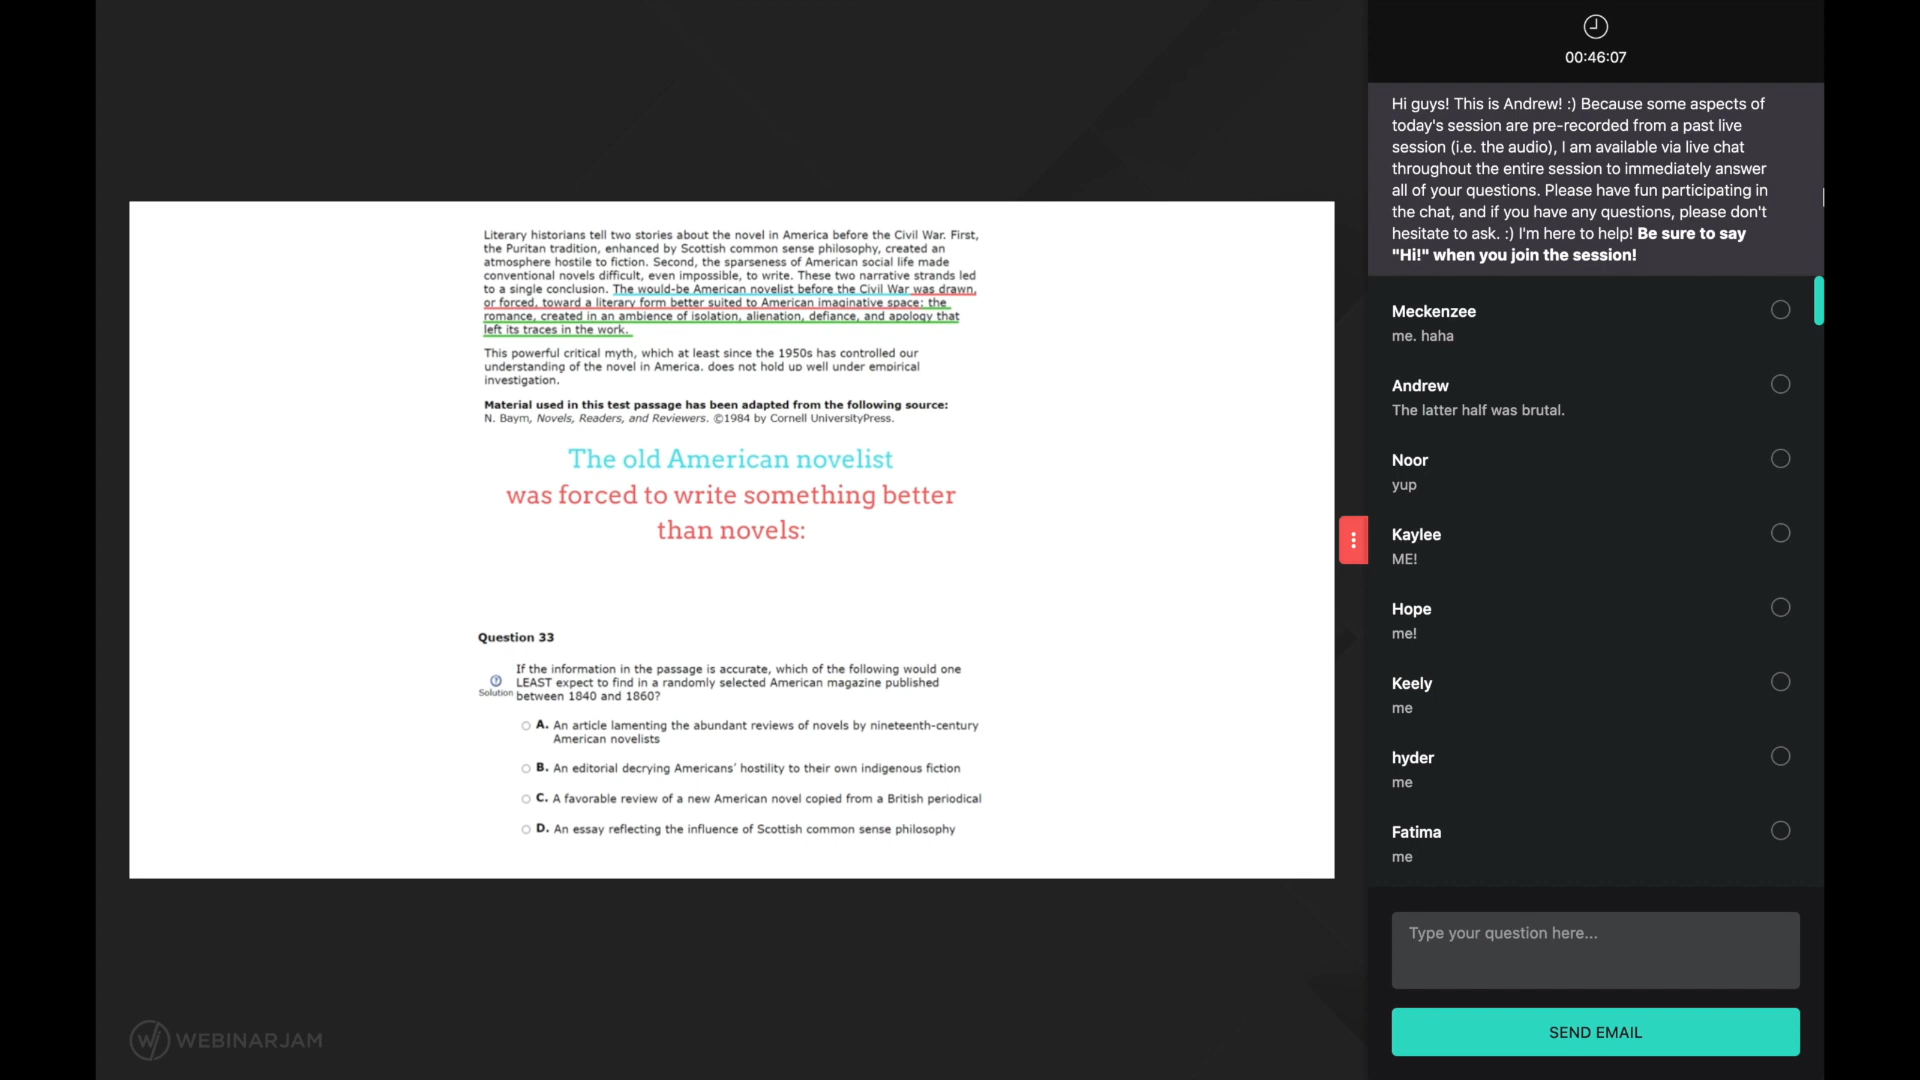 Literary historians tell two stories about the novel in America before the Civil War. First,
the Puritan tradition, enhanced by Scottish common sense philosophy, created an
atmosphere hostile to fiction. Second, the sparseness of American social life made
conventional novels difficult, even impossible, to write. These two narrative strands led
to a single conclusion. The would-be American novelist before the Civil War was drawn,
or forced, toward a literary form better suited to American imaginative space: the
romance, created in an ambience of isolation, alienation, defiance, and apology that
left its traces in the work.
This powerful critical myth, which at least since the 1950s has controlled our
understanding of the novel in America, does not hold up well under empirical
investigation.
Material used in this test passage has been adapted from the following source:
N. Baym, Novels, Readers, and Reviewers. ©1984 by Cornell UniversityPress.
The old American novelist
was forced to write something better
than novels:
Question 33
Solution
If the information in the passage is accurate, which of the following would one
LEAST expect to find in a randomly selected American magazine published
between 1840 and 1860?
A. An article lamenting the abundant reviews of novels by nineteenth-century
American novelists
B. An editorial decrying Americans' hostility to their own indigenous fiction
C. A favorable review of a new American novel copied from a British periodical
D. An essay reflecting the influence of Scottish common sense philosophy
WEBINARJAM
00:46:07
Hi guys! This is Andrew! :) Because some aspects of
today's session are pre-recorded from a past live
session (i.e. the audio), I am available via live chat
throughout the entire session to immediately answer
all of your questions. Please have fun participating in
the chat, and if you have any questions, please don't
hesitate to ask. :) I'm here to help! Be sure to say
"Hi!" when you join the session!
Meckenzee
me. haha
Andrew
The latter half was brutal.
Noor
yup
Kaylee
ME!
Hope
me!
Keely
me
hyder
me
Fatima
me
Type your question here...
SEND EMAIL